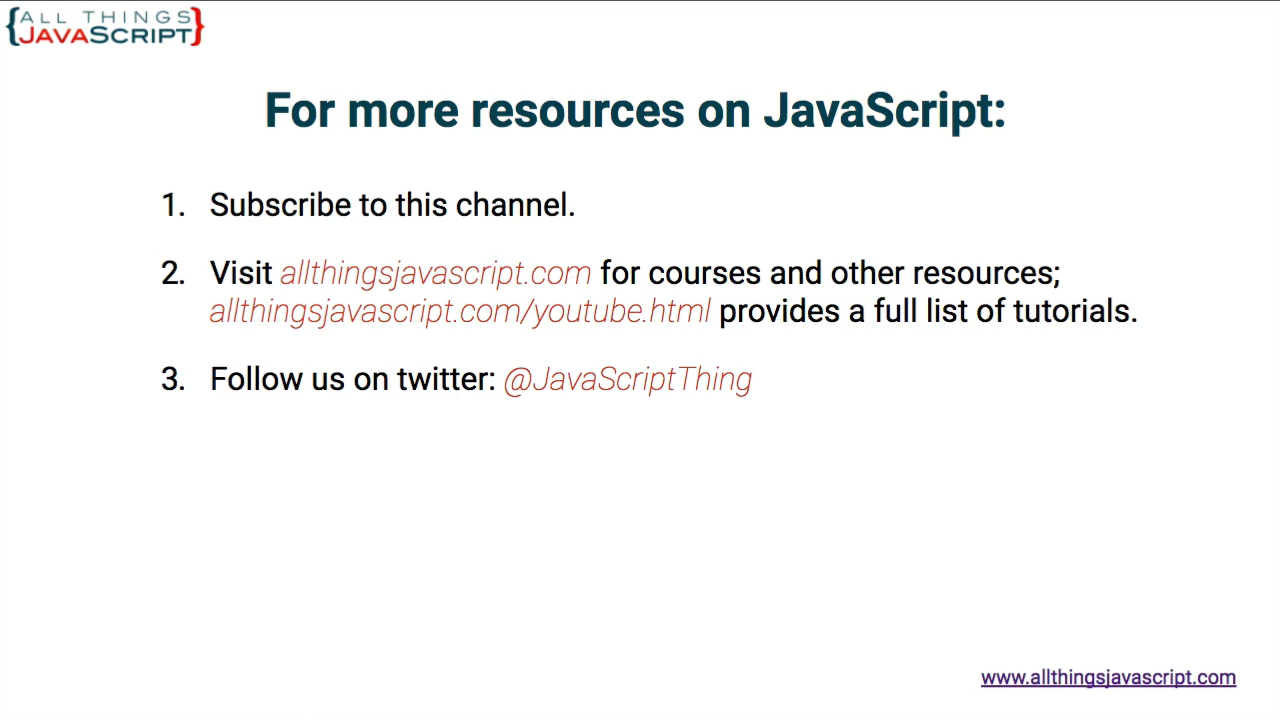 {ALL THINGS
JAVASCRIPT}
For more resources on JavaScript:
1. Subscribe to this channel.
2. Visit allthingsjavascript.com for courses and other resources;
allthingsjavascript.com/youtube.html provides a full list of tutorials.
3. Follow us on twitter: @JavaScriptThing
www.allthingsjavascript.com